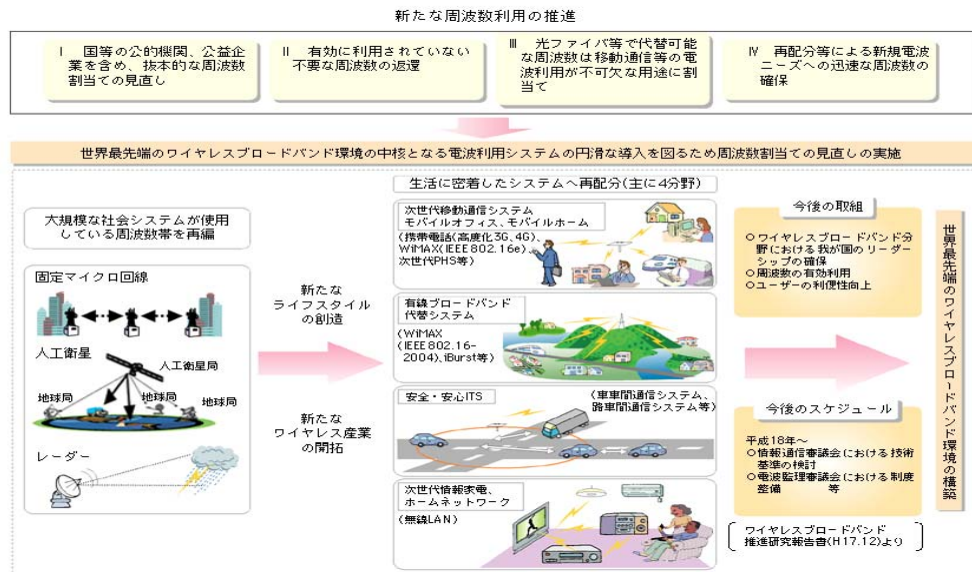 新たな周波数利用の推進
Ⅰ 国等の公的機関、公益企
業を含め、抜本的な周波数
割当ての見直し
Ⅱ 有効に利用されていない
不要な周波数の返還
Ⅲ 光ファイバ等で代替可能
な周波数は移動通信等の電
波利用が不可欠な用途に割
当て
Ⅳ 再配分等による新規電波
ニーズへの迅速な周波数の
確保
世界最先端のワイヤレスブロードバンド環境の中核となる電波利用システムの円滑な導入を図るため周波数割当ての見直しの実施
大規模な社会システムが使用
している周波数帯を再編
固定マイクロ回線
人工衛星
人工衛星局
地球局
地球局
地球局
レーダー
新たな
ライフスタイル
の創造
新たな
ワイヤレス産業
の開拓
生活に密着したシステムへ再配分(主に4分野)
次世代移動通信システム
モバイルオフィス、モバイルホーム
(携帯電話(高度化3G、4G)、
WiMAX(IEEE802.16e)、
次世代PHS等)
有線ブロードバンド
代替システム
(WiMAX
(IEEE802.16-
2004)、iBurst等)
安全・安心ITS
(車車間通信システム、
路車間通信システム等)
次世代情報家電、
ホームネットワーク
(無線LAN)
今後の取組
○ワイヤレスブロードバンド分
野における我が国のリーダー
シップの確保
○周波数の有効利用
○ユーザーの利便性向上
今後のスケジュール
平成18年~
○情報通信審議会における技術
基準の検討
○電波監理審議会における制度
整備 等
ワイヤレスブロードバンド
推進研究報告書(H17.12)より
世界最先端のワイヤレスブロードバンド環境の構築